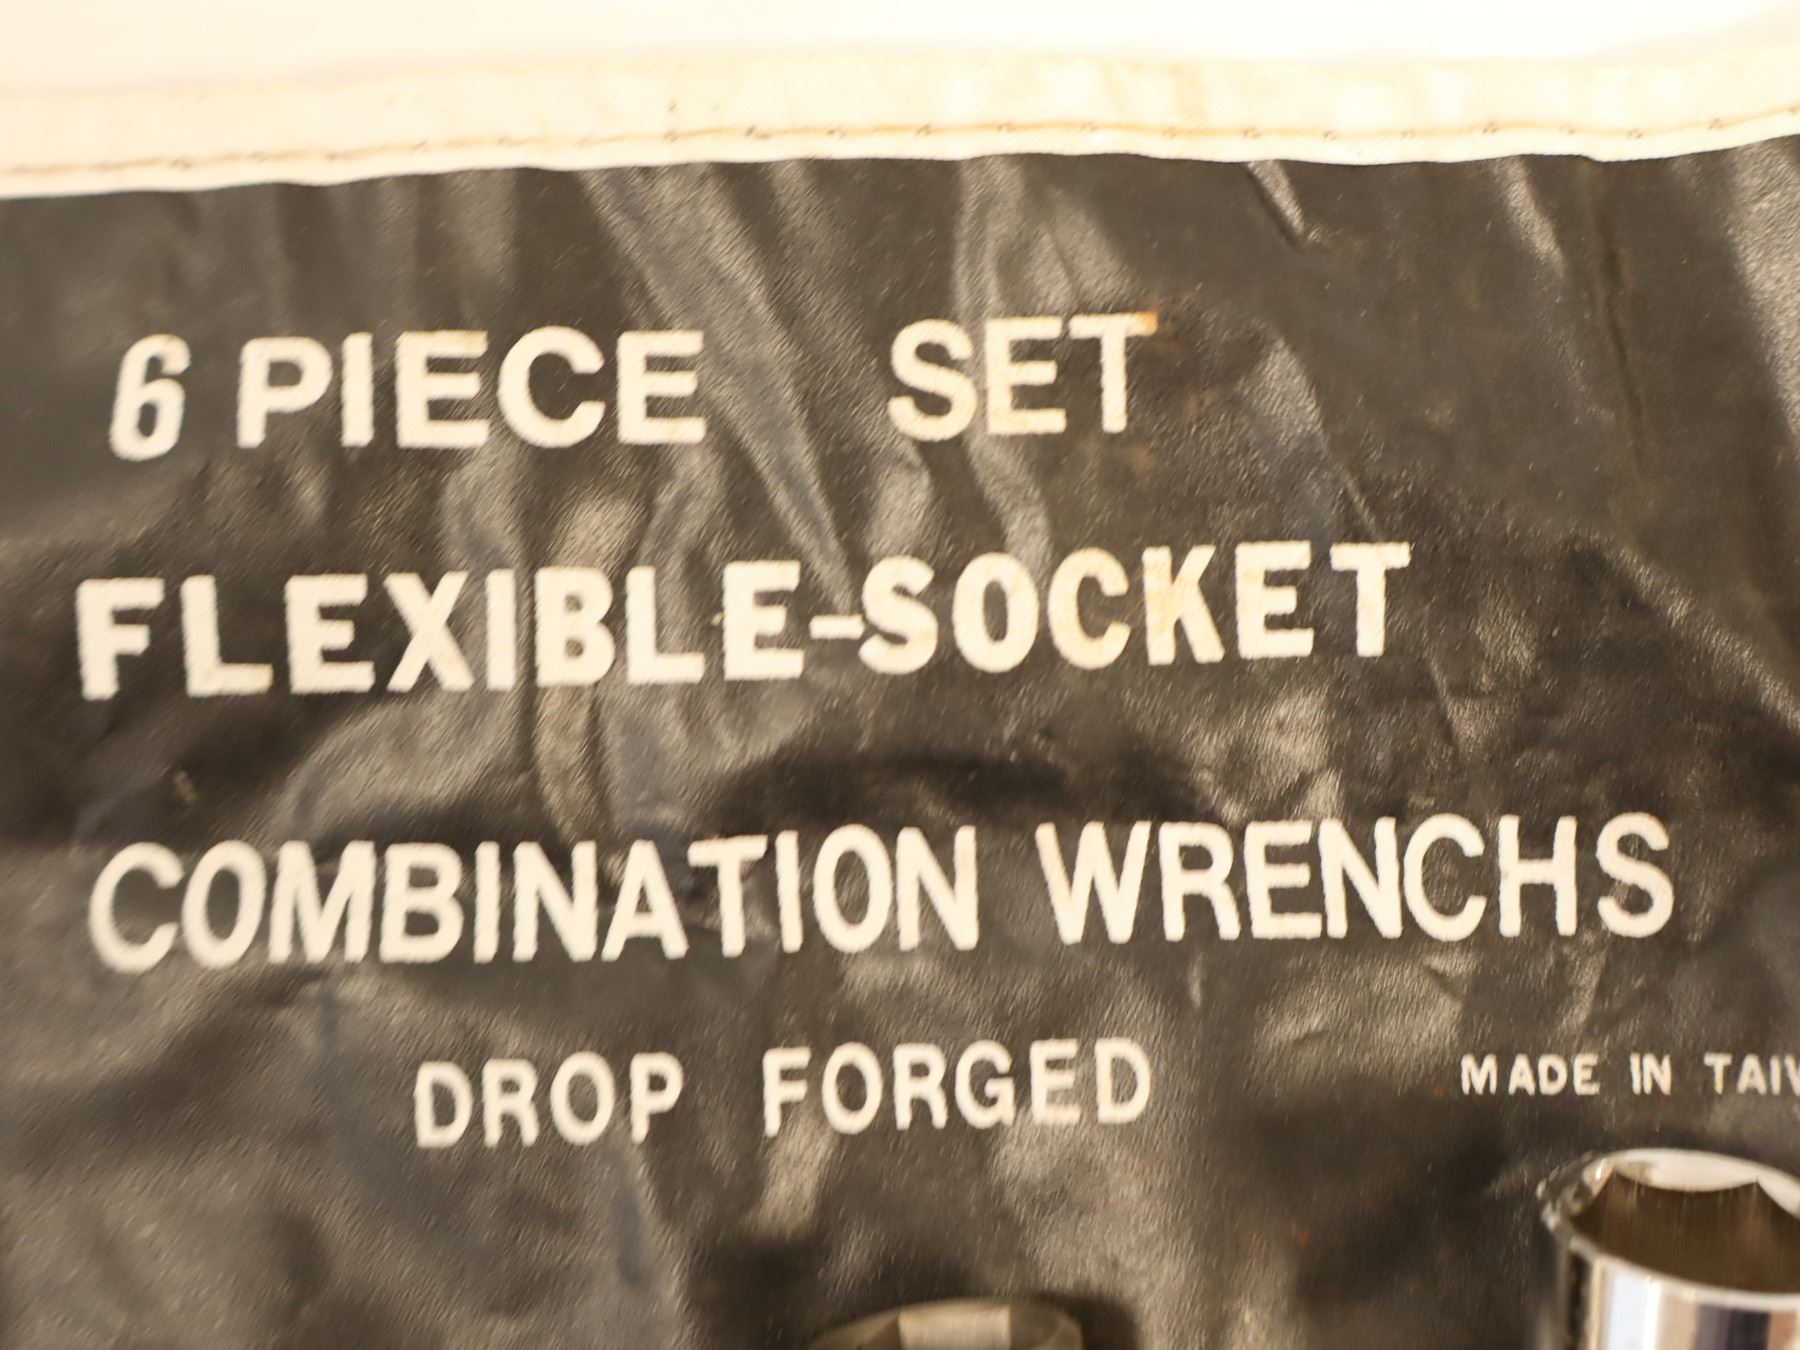 6 PIECE SET
FLEXIBLE-SOCKET
COMBINATION WRENCHS
DROP FORGED
MADE IN